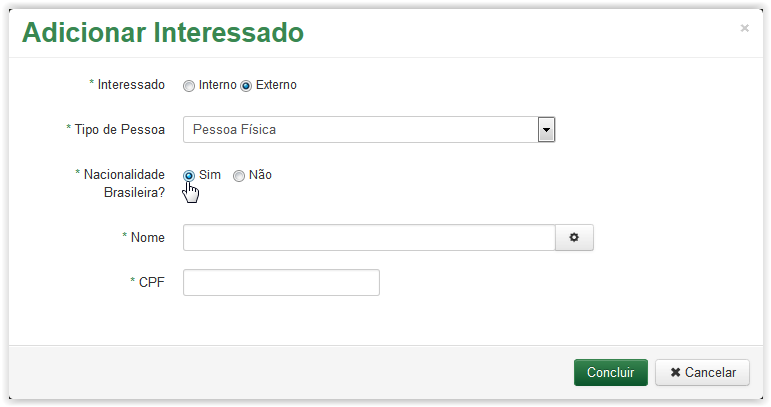 Adicionar Interessado ×
* Interessado Interno Externo
* Tipo de Pessoa Pessoa Física
* Nacionalidade Sim Não
Brasileira?
* Nome
* CPF
Concluir ✖ Cancelar